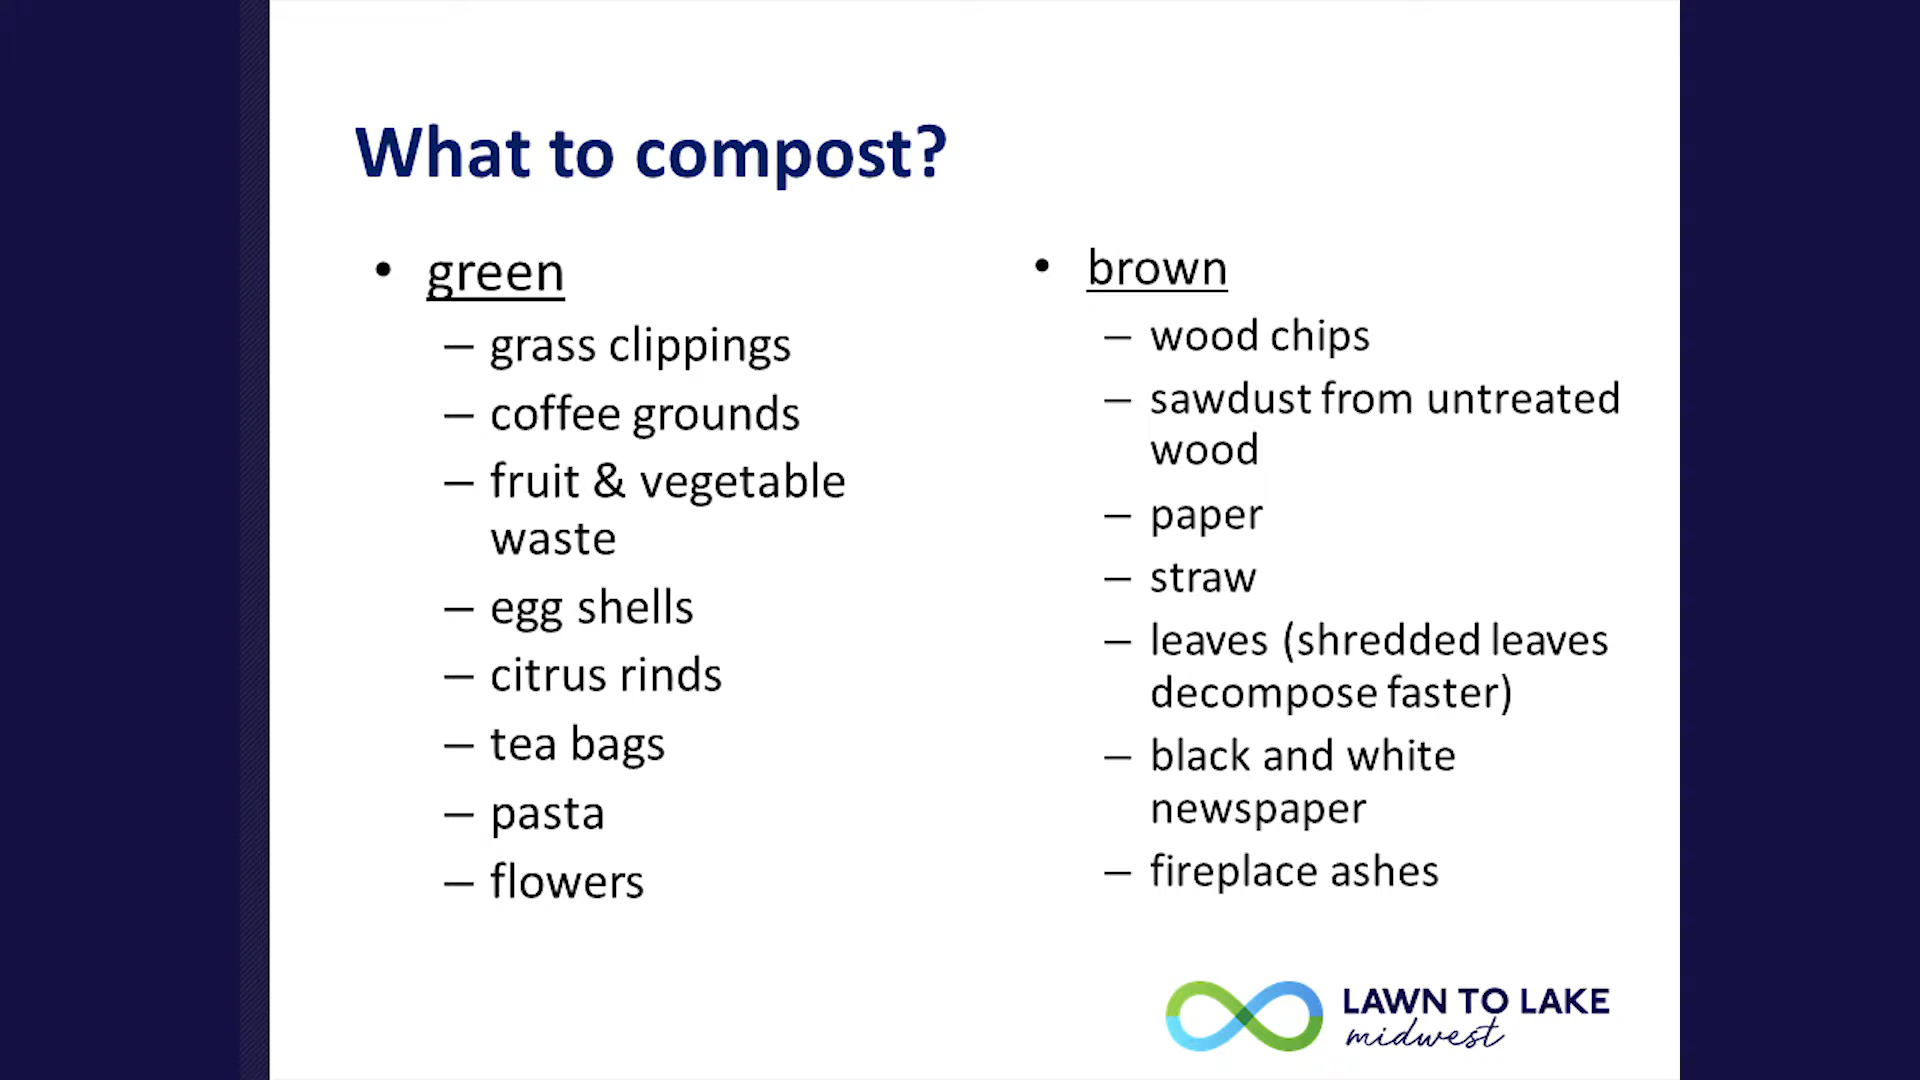 What to compost?
• green
– grass clippings
– coffee grounds
– fruit & vegetable
waste
– egg shells
– citrus rinds
– tea bags
– pasta
– flowers
• brown
– wood chips
– sawdust from untreated
wood
– paper
– straw
– leaves (shredded leaves
decompose faster)
– black and white
newspaper
– fireplace ashes
LAWN TO LAKE
midwest